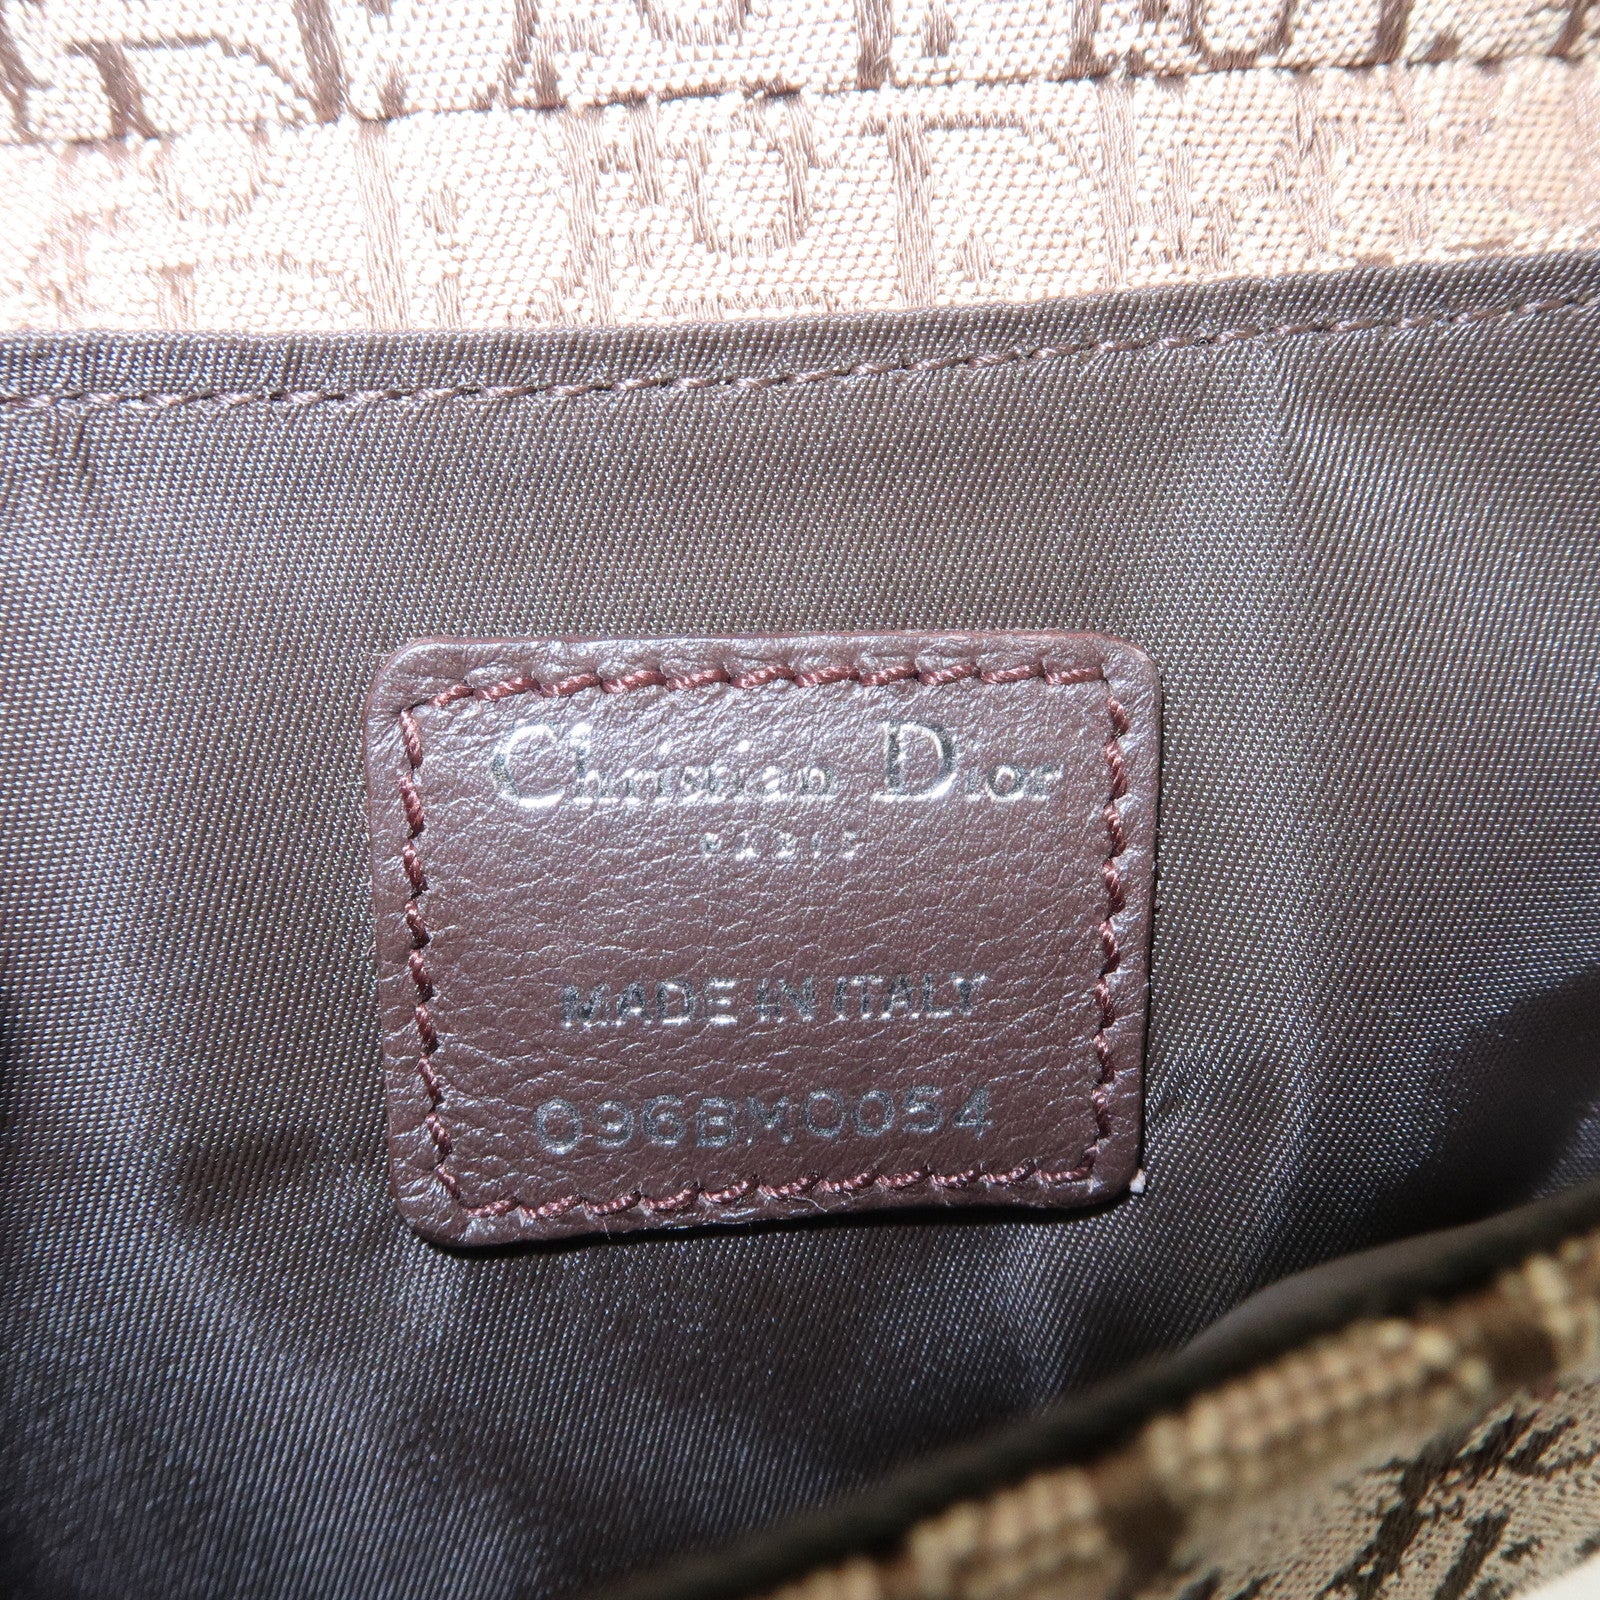 Christian Dior
PARIS
MADE IN ITALY
096BM0054